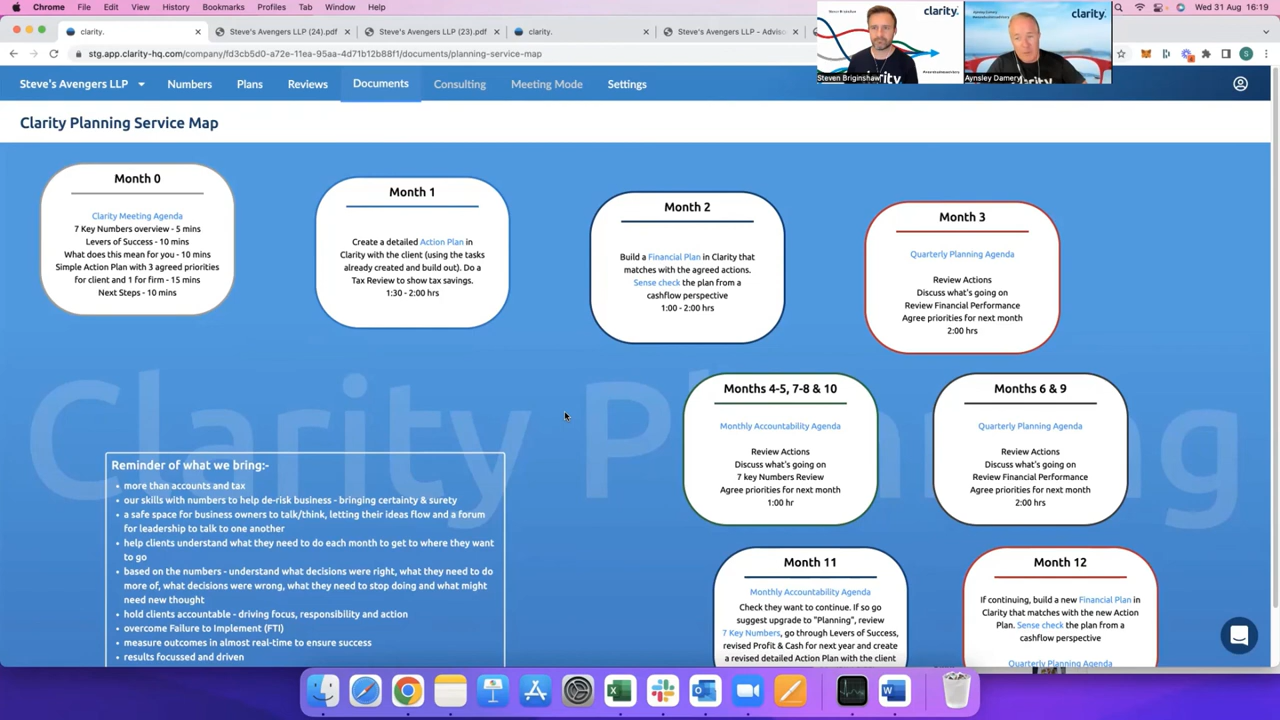 Chrome File Edit View History Bookmarks Profiles Tab Window Help
Wed 31 Aug 16:19
clarity.
Steve's Avengers LLP (24).pdf
Steve's Avengers LLP (23).pdf
clarity.
Steve's Avengers LLP - Advis
stg.app.clarity-hq.com/company/fd3cb5d0-a72e-11ea-95aa-4d71b12b88f1/documents/planning-service-map
clarity.
Steven Briginshaw
clarity.
Aynsley Damery
Steve's Avengers LLP Numbers Plans Reviews Documents Consulting Meeting Mode Settings
Clarity Planning Service Map
Clarity Planning
Month 0
Clarity Meeting Agenda
7 Key Numbers overview - 5 mins
Levers of Success - 10 mins
What does this mean for you - 10 mins
Simple Action Plan with 3 agreed priorities
for client and 1 for firm - 15 mins
Next Steps - 10 mins
Month 1
Create a detailed Action Plan in
Clarity with the client (using the tasks
already created and build out). Do a
Tax Review to show tax savings.
1:30 - 2:00 hrs
Month 2
Build a Financial Plan in Clarity that
matches with the agreed actions.
Sense check the plan from a
cashflow perspective
1:00 - 2:00 hrs
Month 3
Quarterly Planning Agenda
Review Actions
Discuss what's going on
Review Financial Performance
Agree priorities for next month
2:00 hrs
Months 4-5, 7-8 & 10
Monthly Accountability Agenda
Review Actions
Discuss what's going on
7 key Numbers Review
Agree priorities for next month
1:00 hr
Months 6 & 9
Quarterly Planning Agenda
Review Actions
Discuss what's going on
Review Financial Performance
Agree priorities for next month
2:00 hrs
Reminder of what we bring:-
• more than accounts and tax
• our skills with numbers to help de-risk business - bringing certainty & surety
• a safe space for business owners to talk/think, letting their ideas flow and a forum
for leadership to talk to one another
• help clients understand what they need to do each month to get to where they want
to go
• based on the numbers - understand what decisions were right, what they need to do
more of, what decisions were wrong, what they need to stop doing and what might
need new thought
• hold clients accountable - driving focus, responsibility and action
• overcome Failure to Implement (FTI)
• measure outcomes in almost real-time to ensure success
• results focussed and driven
Month 11
Monthly Accountability Agenda
Check they want to continue. If so go
suggest upgrade to "Planning", review
7 Key Numbers, go through Levers of Success,
revised Profit & Cash for next year and create
a revised detailed Action Plan with the client
Month 12
If continuing, build a new Financial Plan in
Clarity that matches with the new Action
Plan. Sense check the plan from a
cashflow perspective
Quarterly Planning Agenda